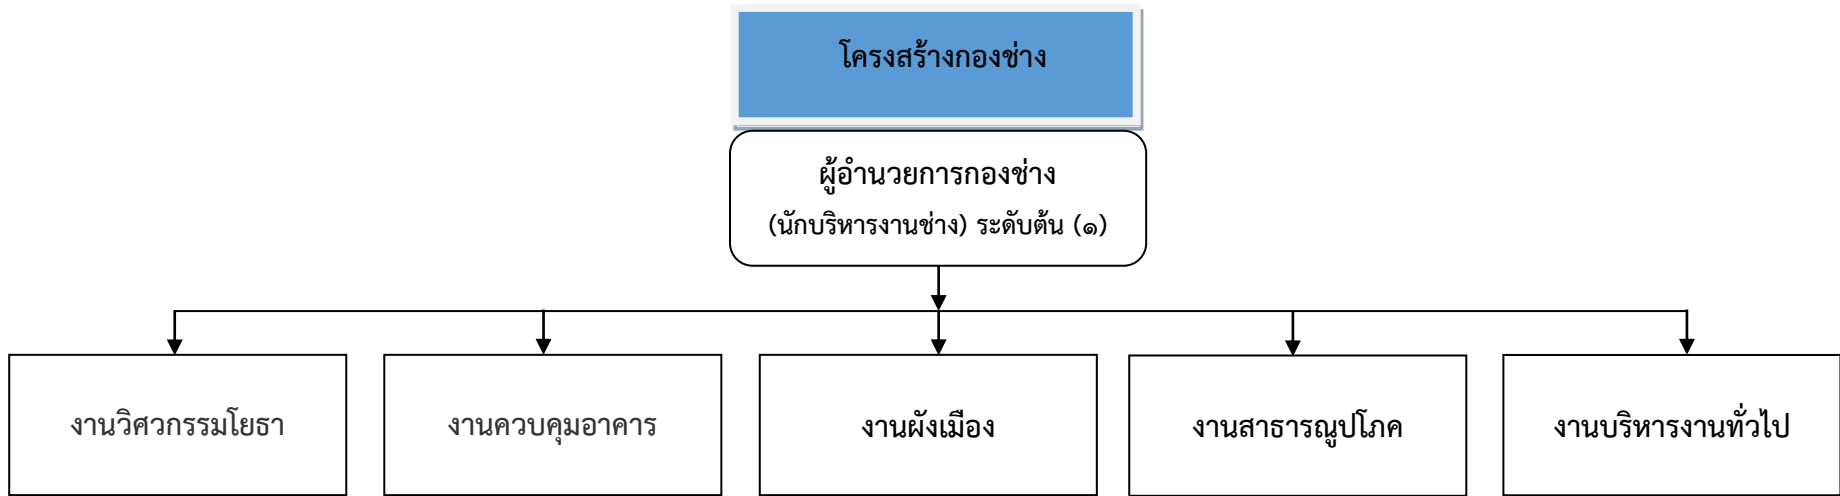 โครงสร้างกองช่าง
ผู้อำนวยการกองช่าง
(นักบริหารงานช่าง) ระดับต้น (๑)
งานวิศวกรรมโยธา
งานควบคุมอาคาร
งานผังเมือง
งานสาธารณูปโภค
งานบริหารงานทั่วไป